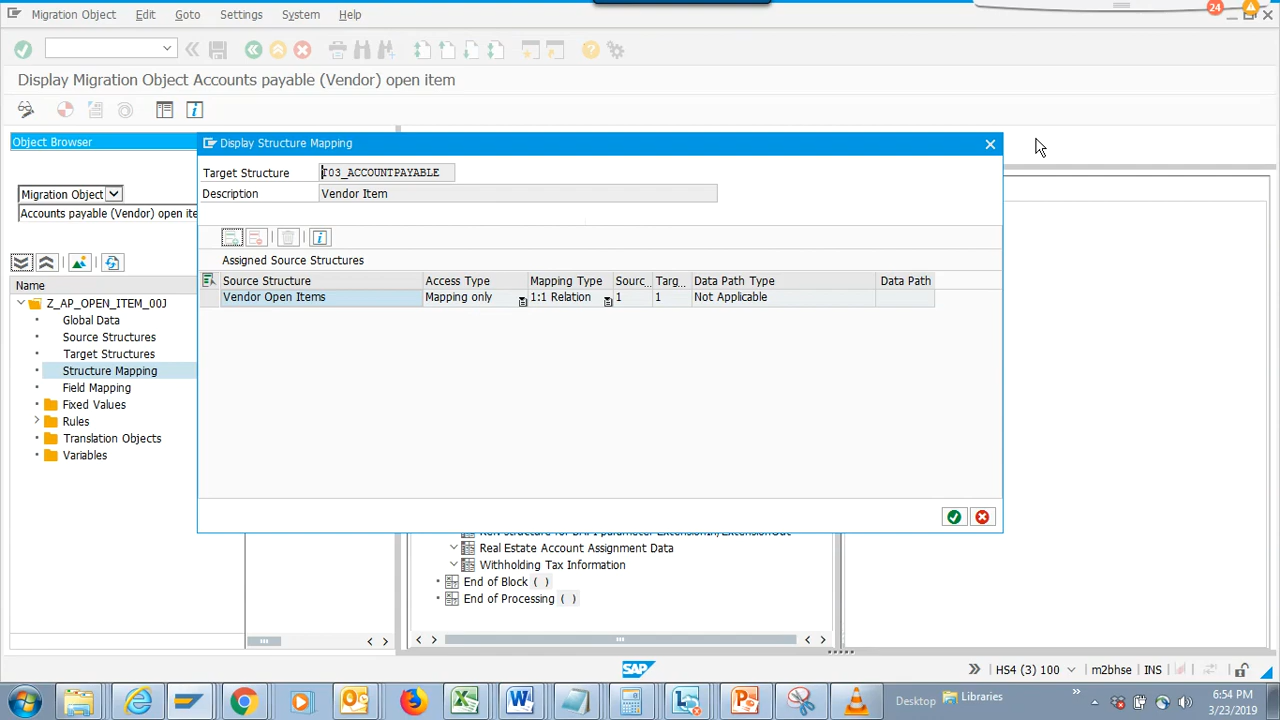 24
Migration Object Edit Goto Settings System Help
Display Migration Object Accounts payable (Vendor) open item
Object Browser
Migration Object
Accounts payable (Vendor) open ite
Name
Z_AP_OPEN_ITEM_00J
Global Data
Source Structures
Target Structures
Structure Mapping
Field Mapping
Fixed Values
Rules
Translation Objects
Variables
Display Structure Mapping
Target Structure T03_ACCOUNTPAYABLE
Description Vendor Item
Assigned Source Structures
Source Structure Access Type Mapping Type Sourc... Targ... Data Path Type Data Path
Vendor Open Items Mapping only 1:1 Relation 1 1 Not Applicable
Real Estate Account Assignment Data
Withholding Tax Information
End of Block ( )
End of Processing ( )
SAP
HS4 (3) 100 m2bhse INS
Desktop Libraries
6:54 PM
3/23/2019